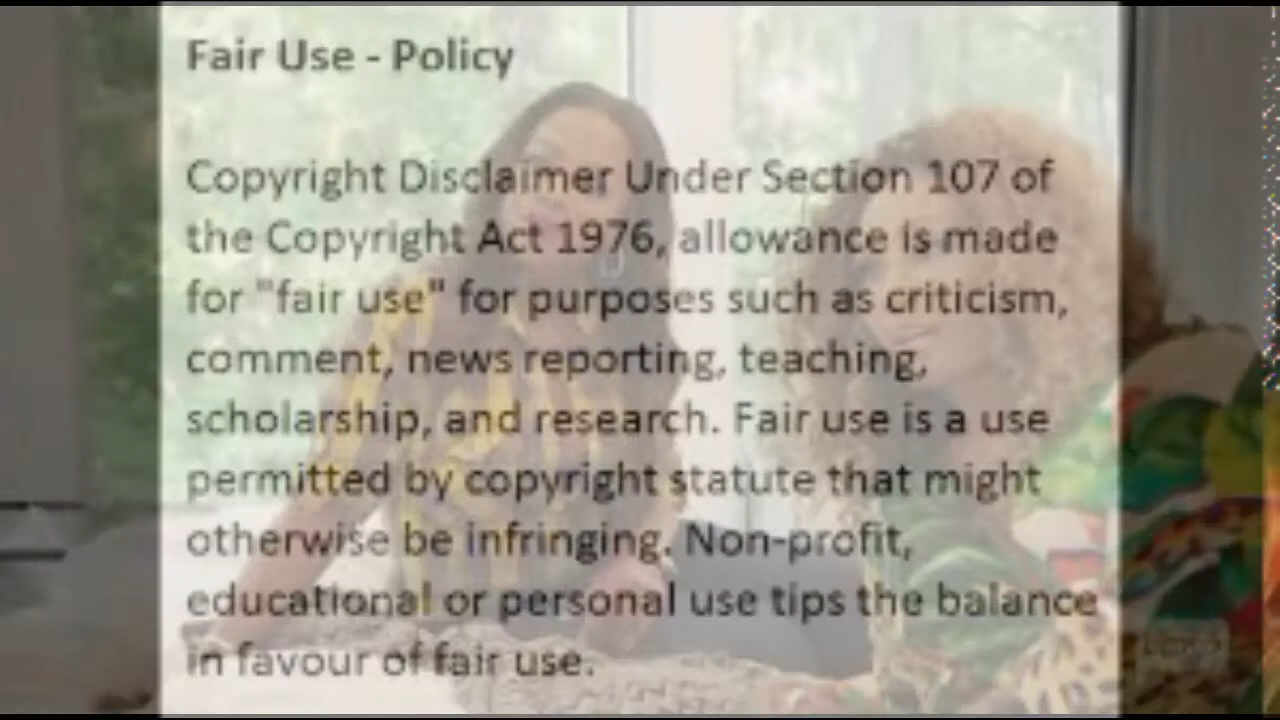 Fair Use - Policy
Copyright Disclaimer Under Section 107 of
the Copyright Act 1976, allowance is made
for "fair use" for purposes such as criticism,
comment, news reporting, teaching,
scholarship, and research. Fair use is a use
permitted by copyright statute that might
otherwise be infringing. Non-profit,
educational or personal use tips the balance
in favour of fair use.